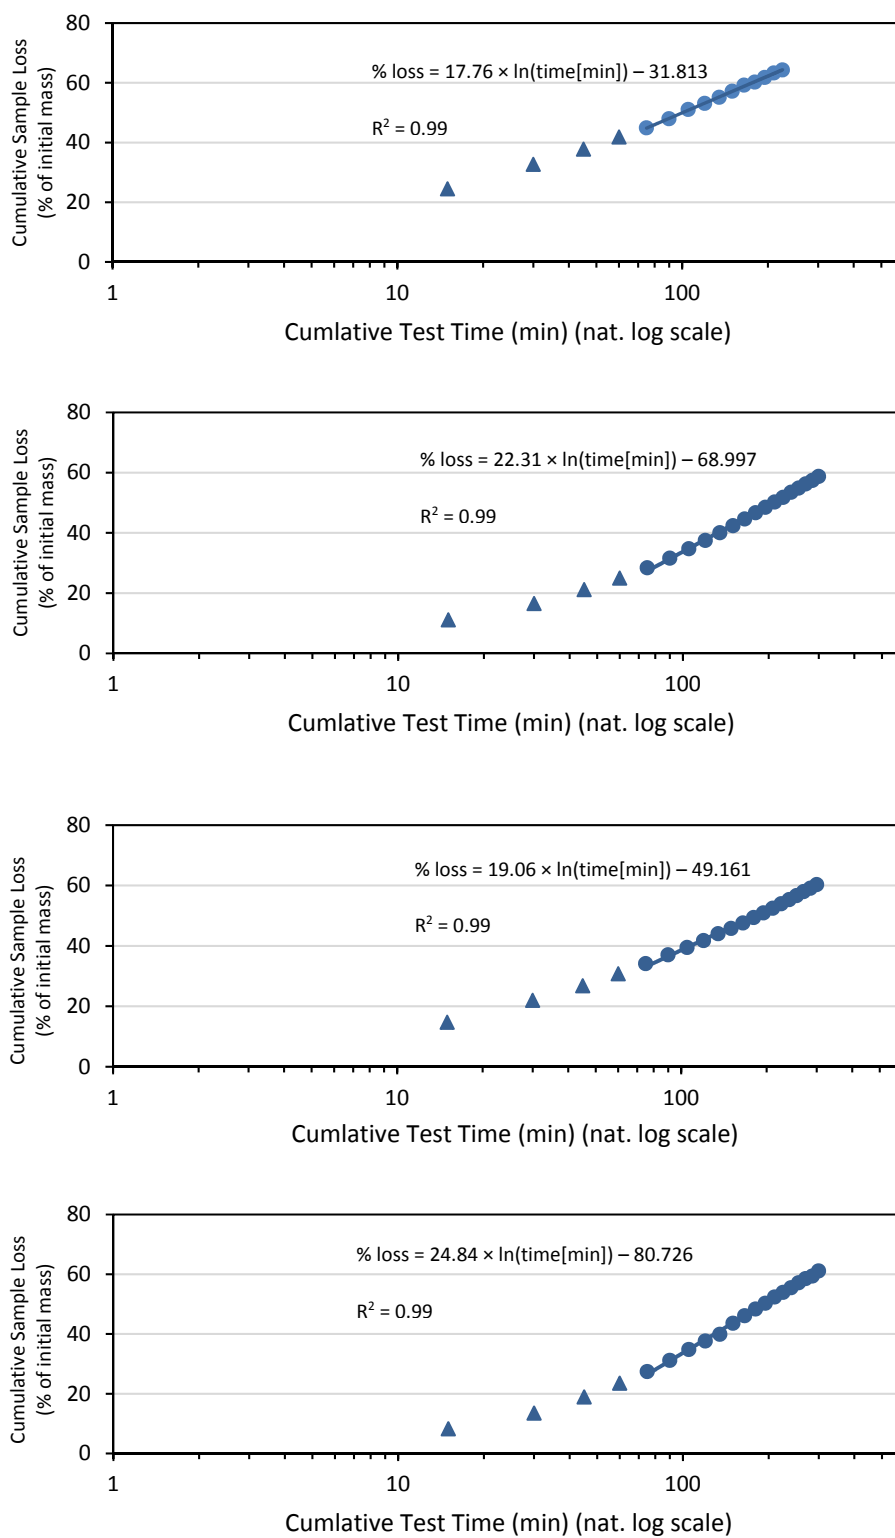 80
60
40
20
0
Cumulative Sample Loss
(% of initial mass)
% loss = 17.76 × ln(time[min]) – 31.813
R² = 0.99
1 10 100
Cumlative Test Time (min) (nat. log scale)
80
60
40
20
0
Cumulative Sample Loss
(% of initial mass)
% loss = 22.31 × ln(time[min]) – 68.997
R² = 0.99
1 10 100
Cumlative Test Time (min) (nat. log scale)
80
60
40
20
0
Cumulative Sample Loss
(% of initial mass)
% loss = 19.06 × ln(time[min]) – 49.161
R² = 0.99
1 10 100
Cumlative Test Time (min) (nat. log scale)
80
60
40
20
0
Cumulative Sample Loss
(% of initial mass)
% loss = 24.84 × ln(time[min]) – 80.726
R² = 0.99
1 10 100
Cumlative Test Time (min) (nat. log scale)